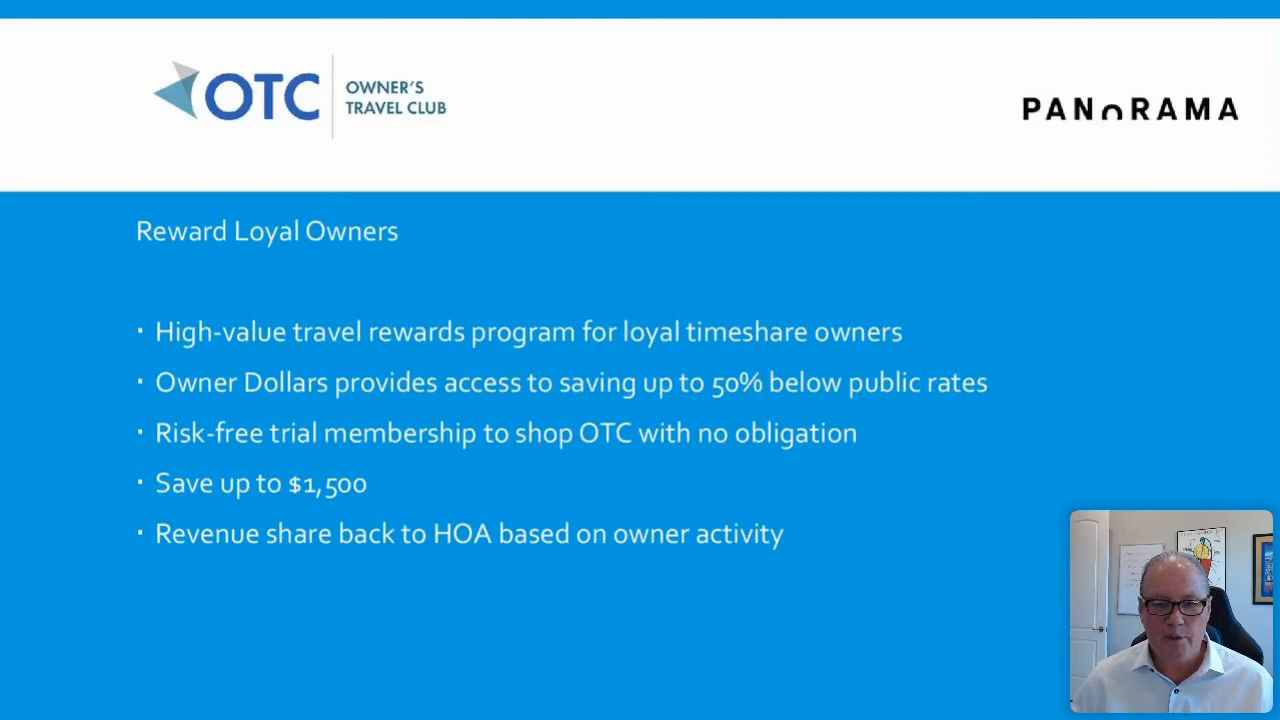 OTC
OWNER'S
TRAVEL CLUB
PANORAMA
Reward Loyal Owners
▪ High-value travel rewards program for loyal timeshare owners
▪ Owner Dollars provides access to saving up to 50% below public rates
▪ Risk-free trial membership to shop OTC with no obligation
▪ Save up to $1,500
▪ Revenue share back to HOA based on owner activity